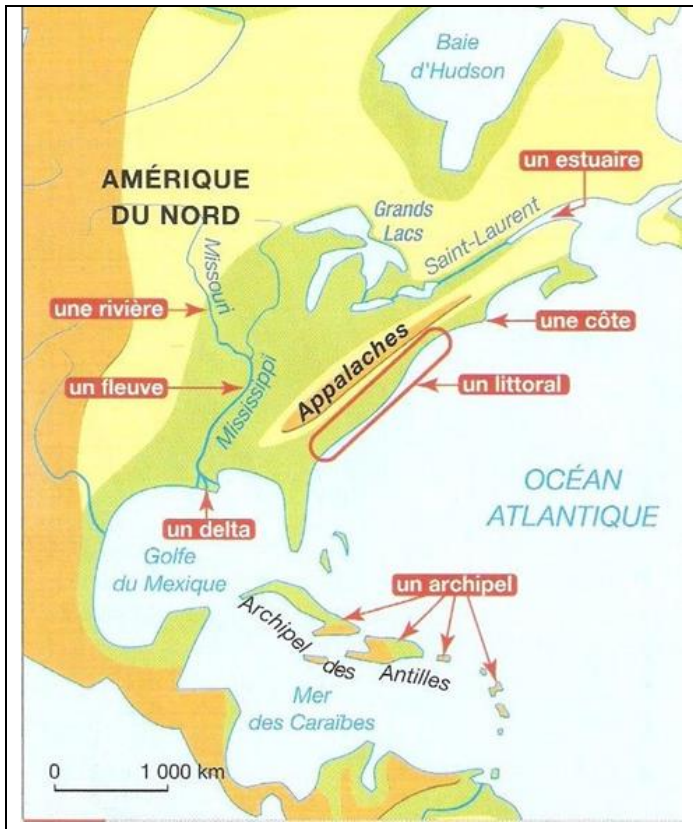 Baie
d'Hudson
un estuaire
AMÉRIQUE
DU NORD
Grands
Lacs
Saint-Laurent
Missouri
une rivière
une côte
Appalaches
un fleuve
un littoral
Mississippi
OCÉAN
ATLANTIQUE
un delta
Golfe
du Mexique
un archipel
Archipel des Antilles
Mer
des Caraïbes
0 1 000 km